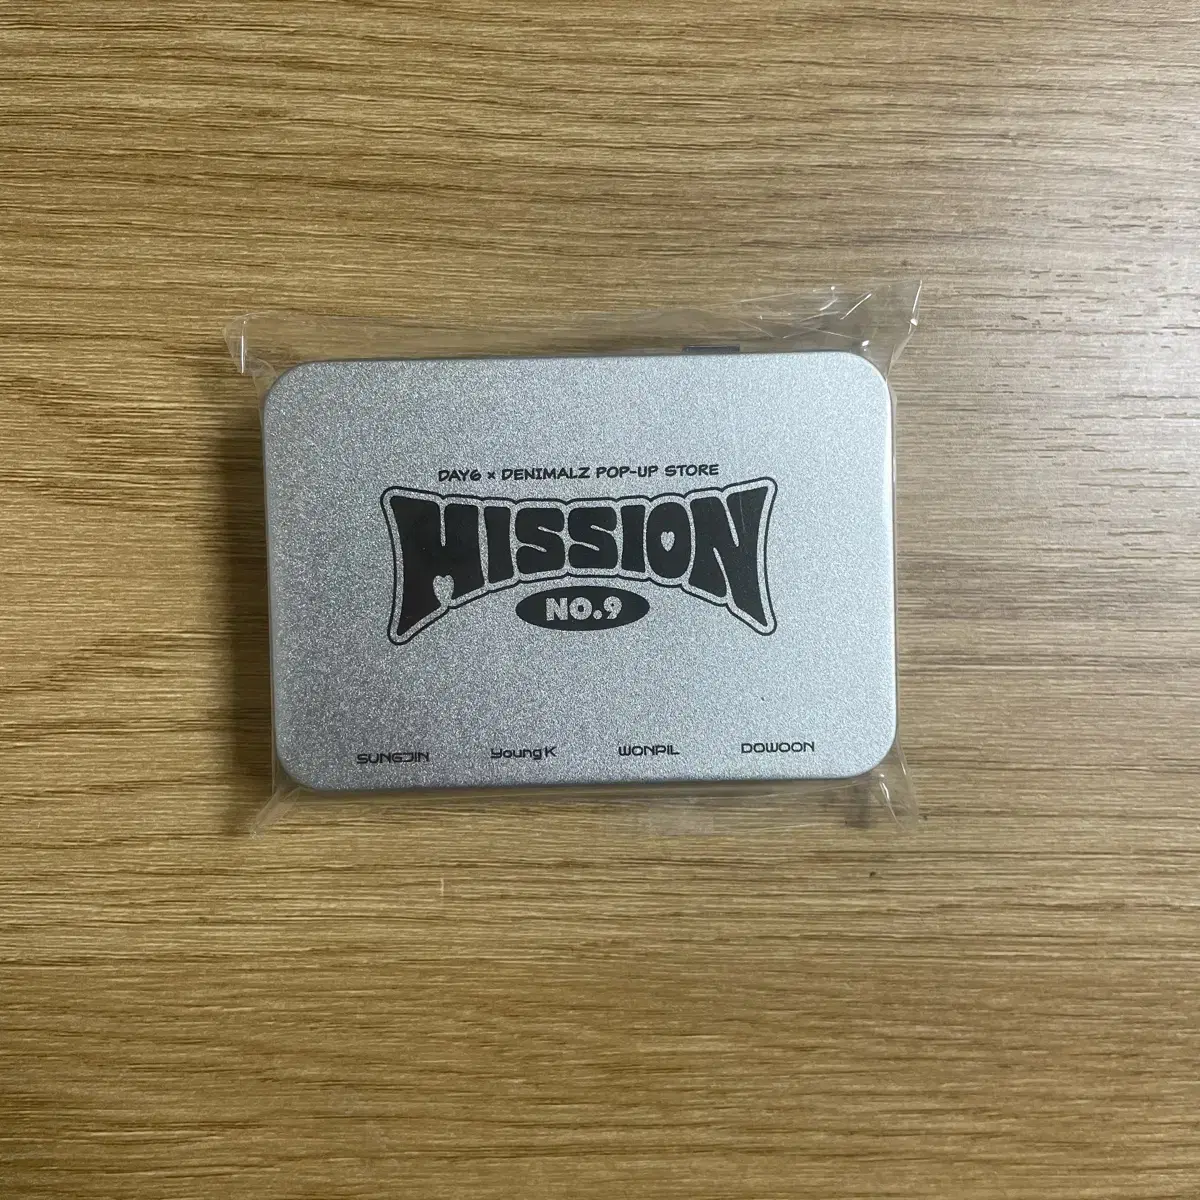 DAY6 × DENIMALZ POP-UP STORE
MISSION
NO.9
SUNGJIN Young K WONPIL DOWOON